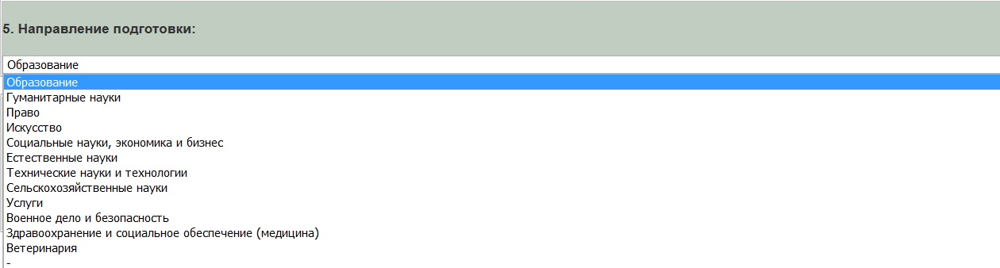 5. Направление подготовки:
Образование
Образование
Гуманитарные науки
Право
Искусство
Социальные науки, экономика и бизнес
Естественные науки
Технические науки и технологии
Сельскохозяйственные науки
Услуги
Военное дело и безопасность
Здравоохранение и социальное обеспечение (медицина)
Ветеринария
-